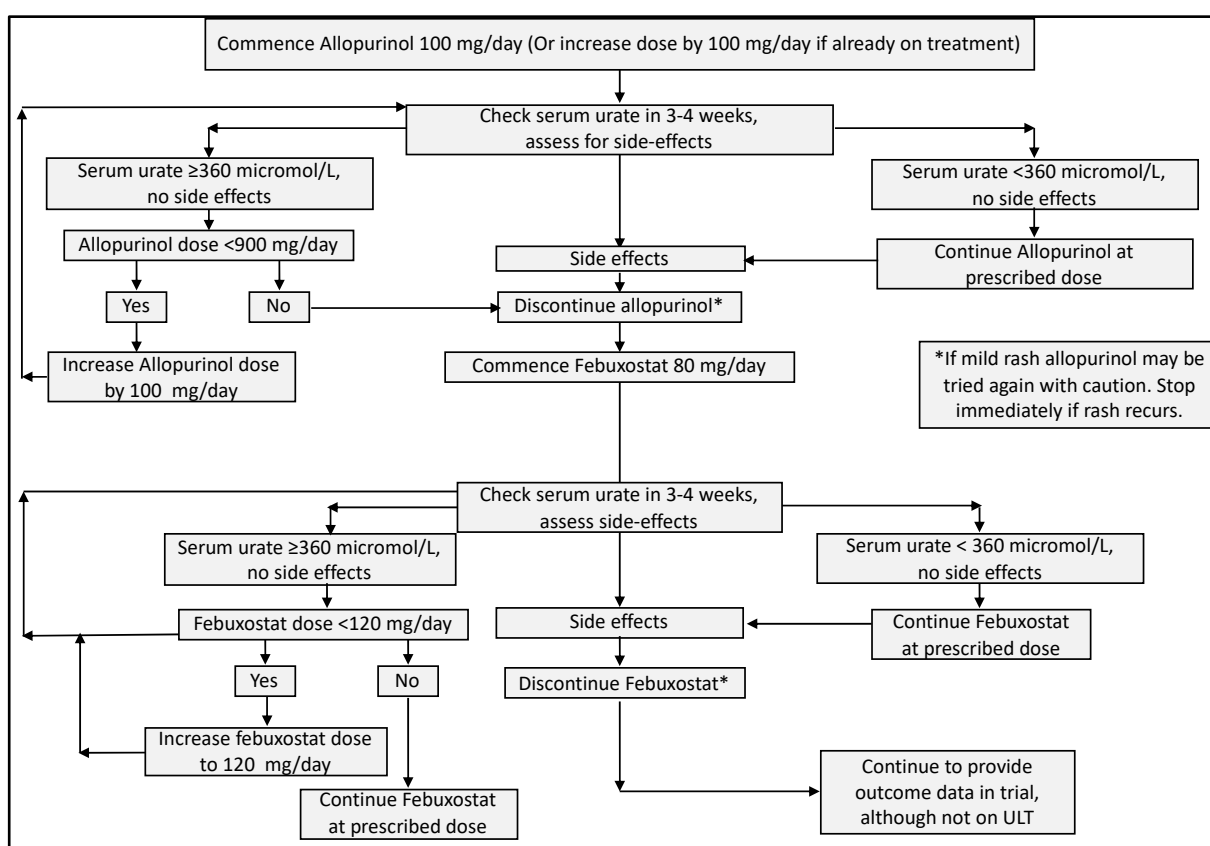 Commence Allopurinol 100 mg/day (Or increase dose by 100 mg/day if already on treatment)
Check serum urate in 3-4 weeks,
assess for side-effects
Serum urate ≥360 micromol/L,
no side effects
Serum urate <360 micromol/L,
no side effects
Allopurinol dose <900 mg/day
Side effects
Continue Allopurinol at
prescribed dose
Yes
No
Discontinue allopurinol*
Increase Allopurinol dose
by 100 mg/day
Commence Febuxostat 80 mg/day
*If mild rash allopurinol may be
tried again with caution. Stop
immediately if rash recurs.
Check serum urate in 3-4 weeks,
assess side-effects
Serum urate ≥360 micromol/L,
no side effects
Serum urate < 360 micromol/L,
no side effects
Febuxostat dose <120 mg/day
Side effects
Continue Febuxostat
at prescribed dose
Yes
No
Discontinue Febuxostat*
Increase febuxostat dose
to 120 mg/day
Continue Febuxostat
at prescribed dose
Continue to provide
outcome data in trial,
although not on ULT